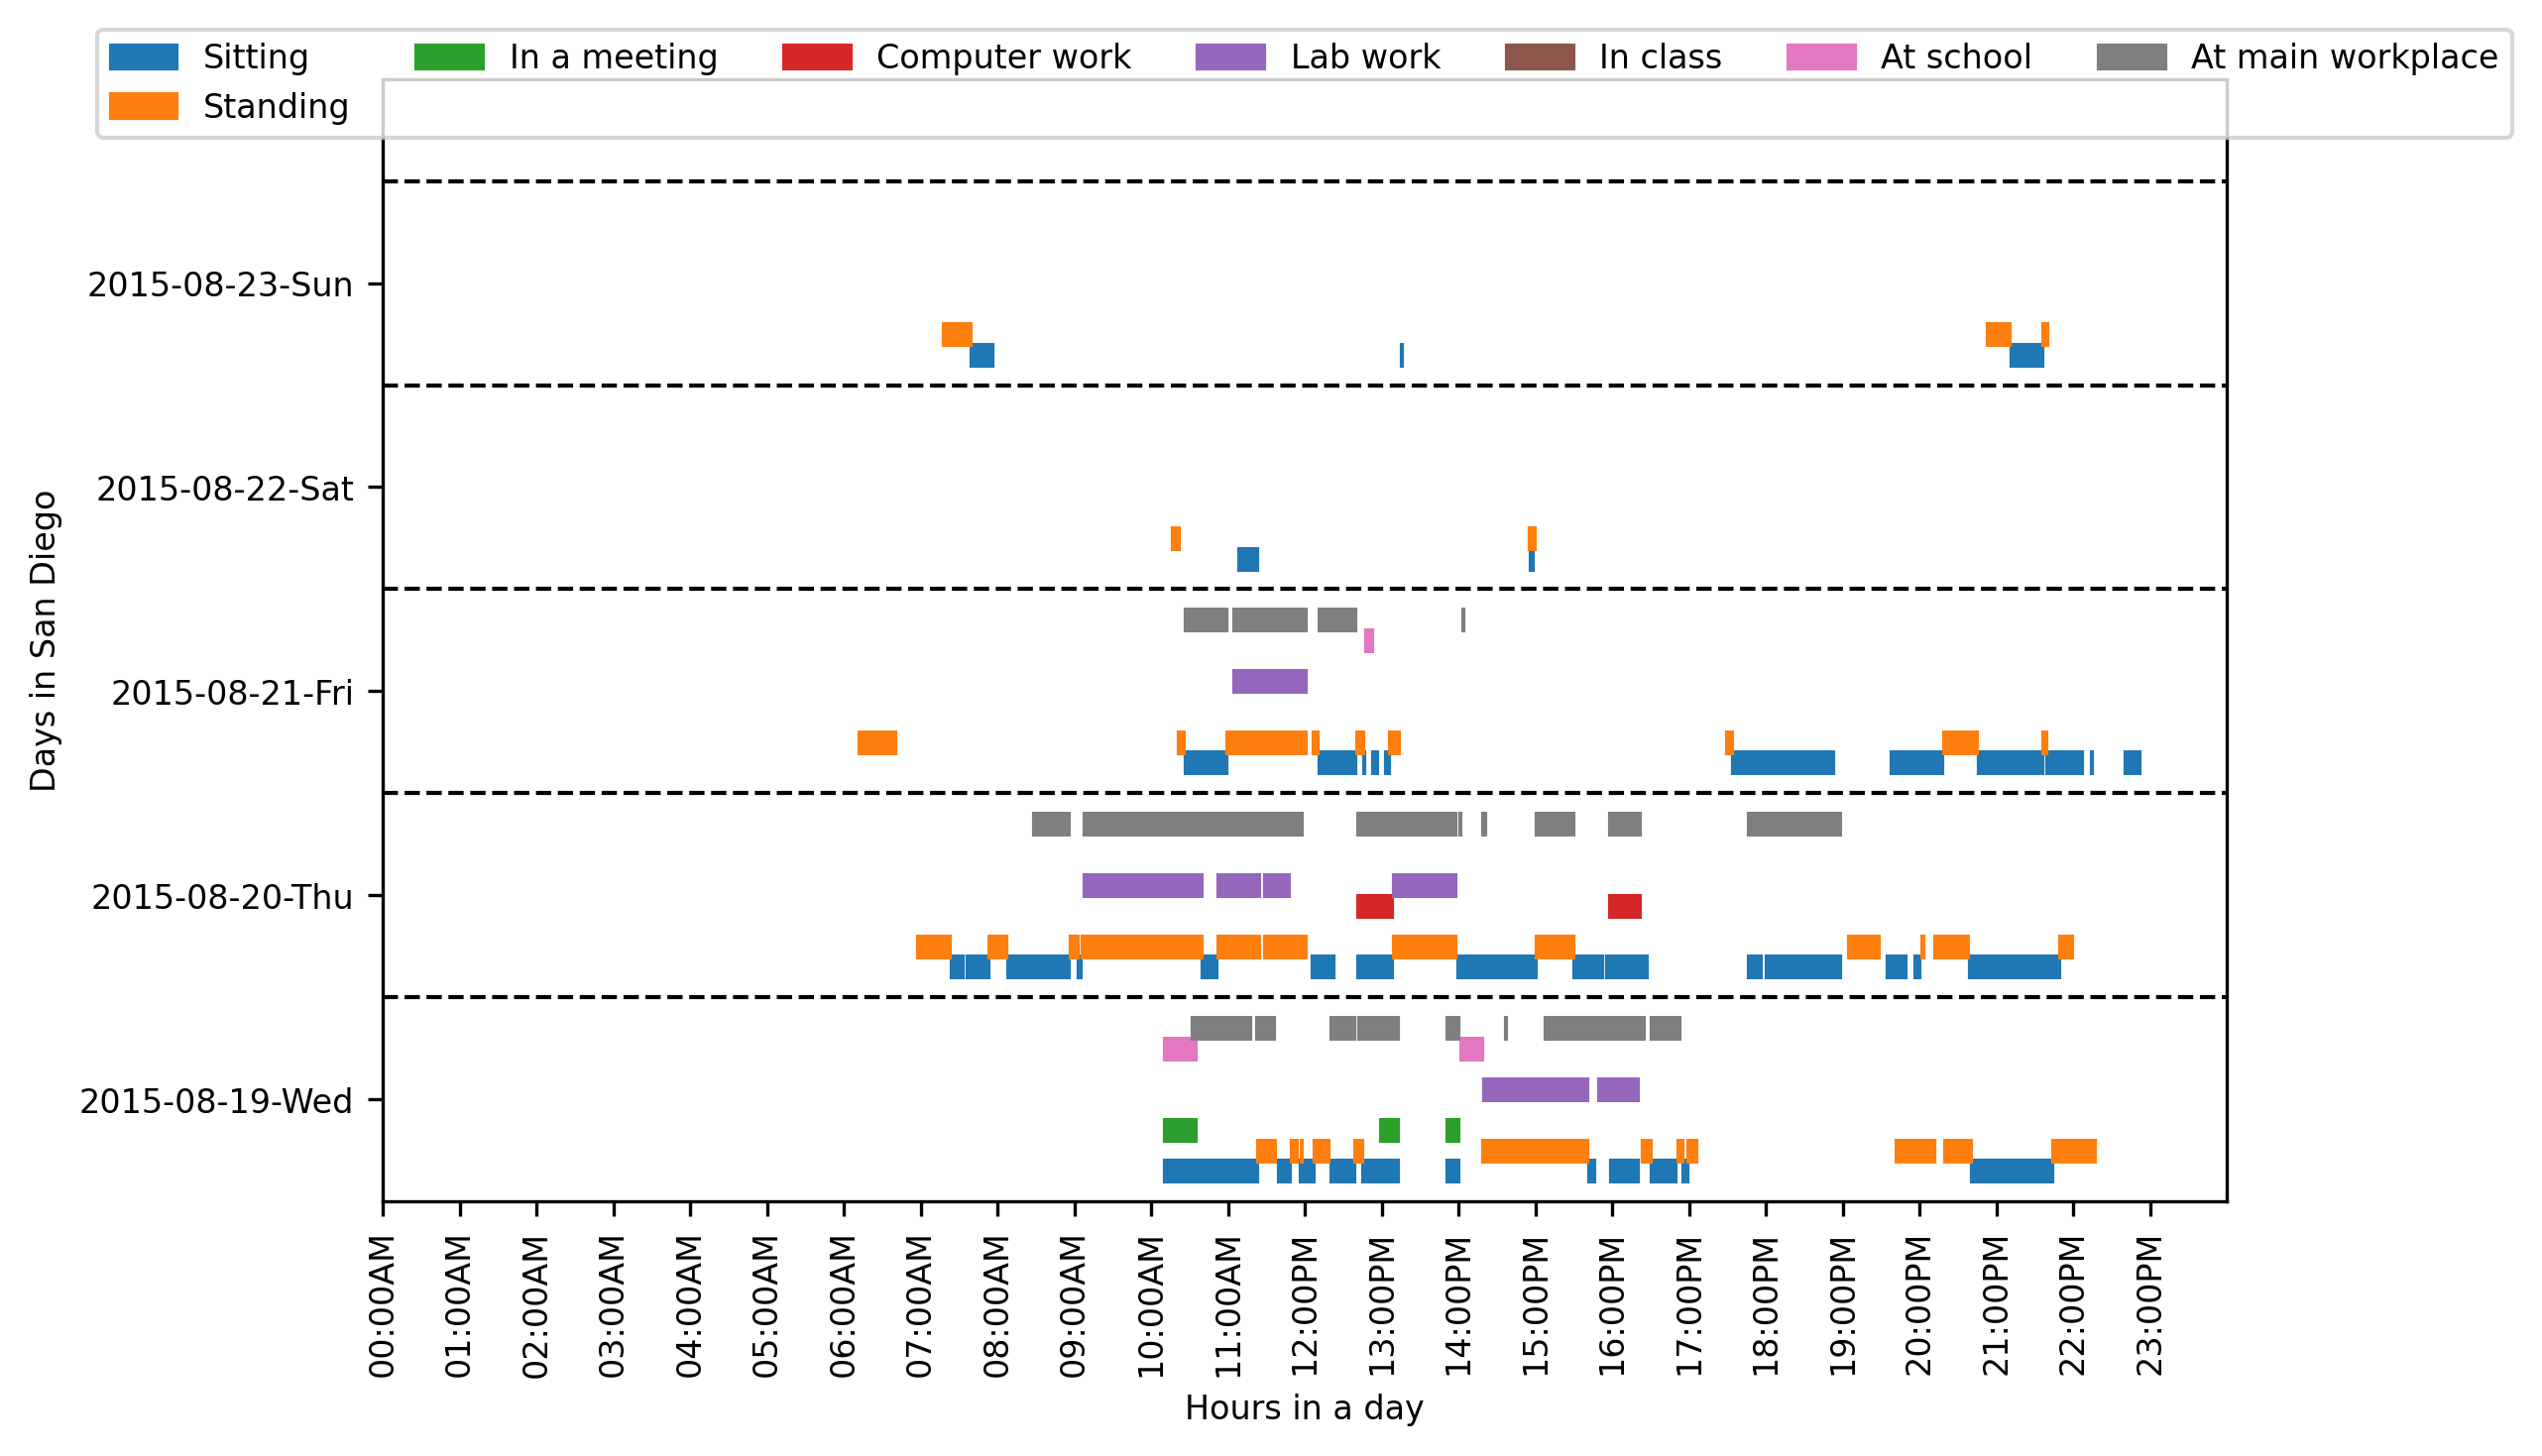 Sitting In a meeting Computer work Lab work In class At school At main workplace
Standing
Days in San Diego
2015-08-23-Sun
2015-08-22-Sat
2015-08-21-Fri
2015-08-20-Thu
2015-08-19-Wed
00:00AM 01:00AM 02:00AM 03:00AM 04:00AM 05:00AM 06:00AM 07:00AM 08:00AM 09:00AM 10:00AM 11:00AM 12:00PM 13:00PM 14:00PM 15:00PM 16:00PM 17:00PM 18:00PM 19:00PM 20:00PM 21:00PM 22:00PM 23:00PM
Hours in a day